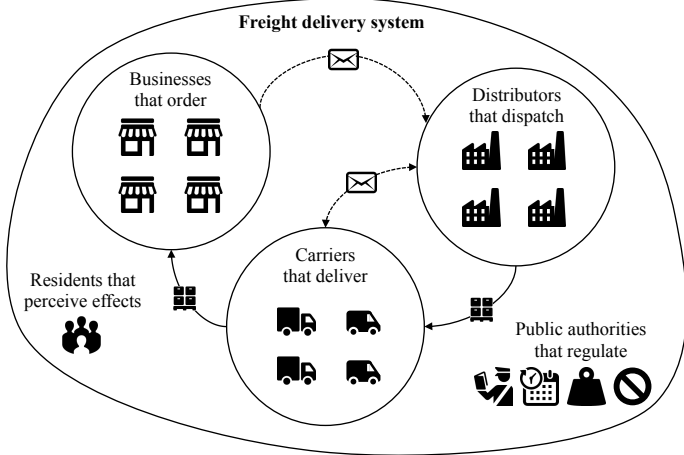 Freight delivery system
Businesses
that order
Distributors
that dispatch
Carriers
that deliver
Residents that
perceive effects
Public authorities
that regulate